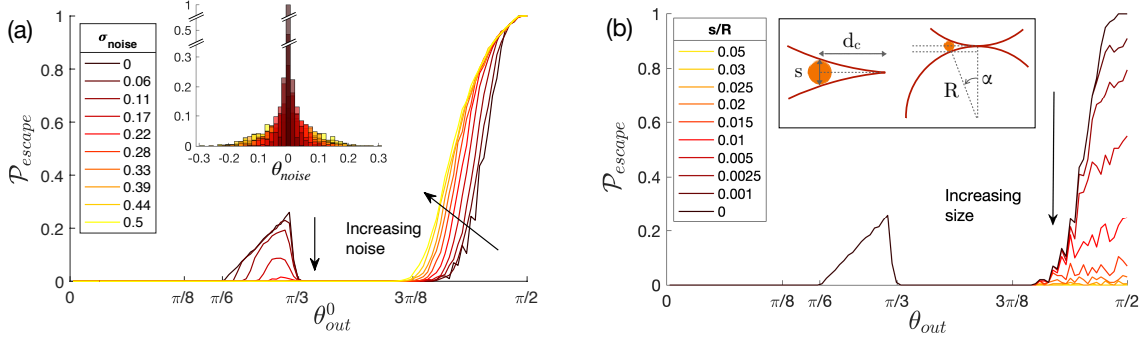 (a)
σnoise
0
0.06
0.11
0.17
0.22
0.28
0.33
0.39
0.44
0.5
1
0.8
0.6
0.4
0.2
0
Pescape
1
0.5
0.3
0.2
0.1
0
-0.3 -0.2 -0.1 0 0.1 0.2 0.3
θnoise
Increasing
noise
0 π/8 π/6 π/3 3π/8 π/2
θ⁰out
(b)
s/R
0.05
0.03
0.025
0.02
0.015
0.01
0.005
0.0025
0.001
0
1
0.8
0.6
0.4
0.2
0
Pescape
dc
s
R
α
Increasing
size
0 π/8 π/6 π/3 3π/8 π/2
θout